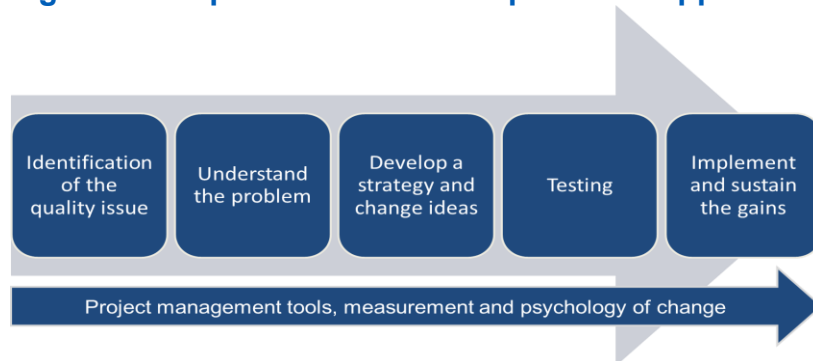 Identification
of the
quality issue
Understand
the problem
Develop a
strategy and
change ideas
Testing
Implement
and sustain
the gains
Project management tools, measurement and psychology of change